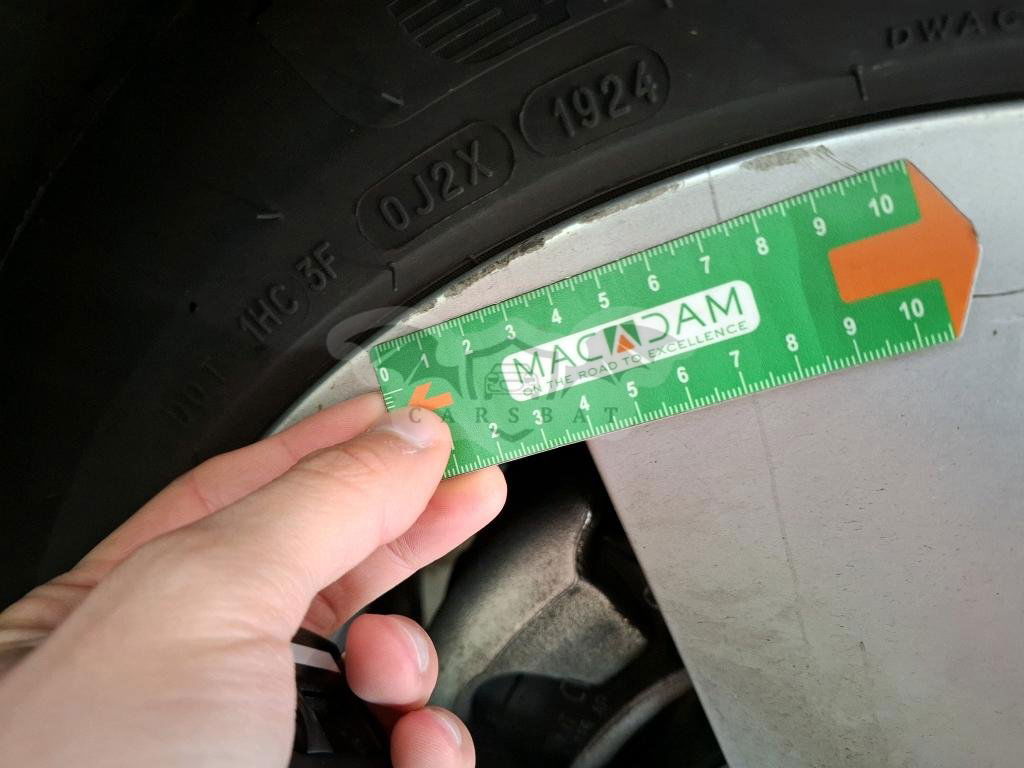 DWAC
1924
0J2X
DOT 1HC 3F
0 1 2 3 4 5 6 7 8 9 10
MACADAM
ON THE ROAD TO EXCELLENCE
CARSBAT
2 3 4 5 6 7 8 9 10